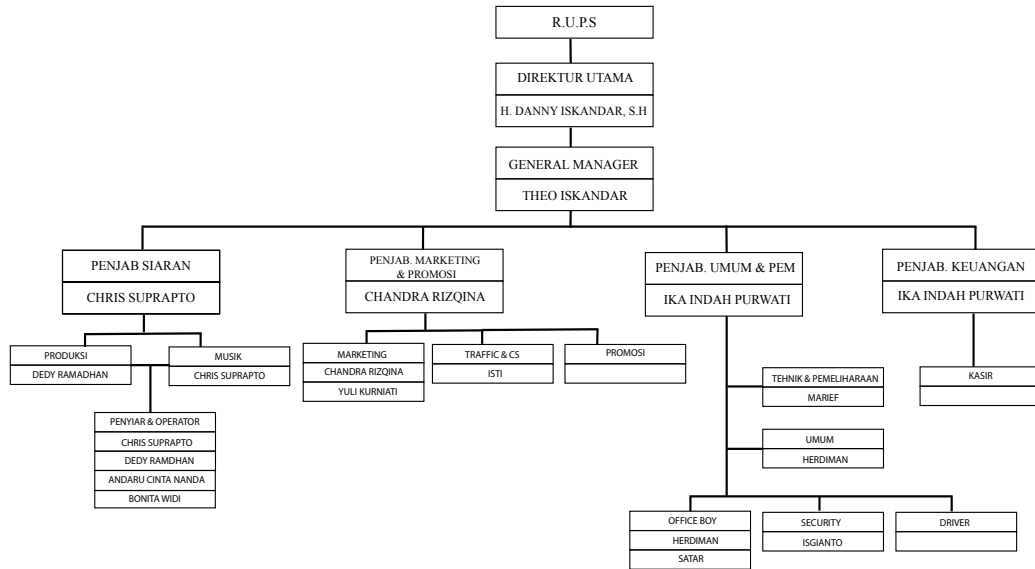 R.U.P.S
DIREKTUR UTAMA
H. DANNY ISKANDAR, S.H
GENERAL MANAGER
THEO ISKANDAR
PENJAB SIARAN
CHRIS SUPRAPTO
PENJAB. MARKETING
& PROMOSI
CHANDRA RIZQINA
PENJAB. UMUM & PEM
IKA INDAH PURWATI
PENJAB. KEUANGAN
IKA INDAH PURWATI
PRODUKSI
DEDY RAMADHAN
MUSIK
CHRIS SUPRAPTO
PENYIAR & OPERATOR
CHRIS SUPRAPTO
DEDY RAMDHAN
ANDARU CINTA NANDA
BONITA WIDI
MARKETING
CHANDRA RIZQINA
YULI KURNIATI
TRAFFIC & CS
ISTI
PROMOSI
TEHNIK & PEMELIHARAAN
MARIEF
UMUM
HERDIMAN
OFFICE BOY
HERDIMAN
SATAR
SECURITY
ISGIANTO
DRIVER
KASIR